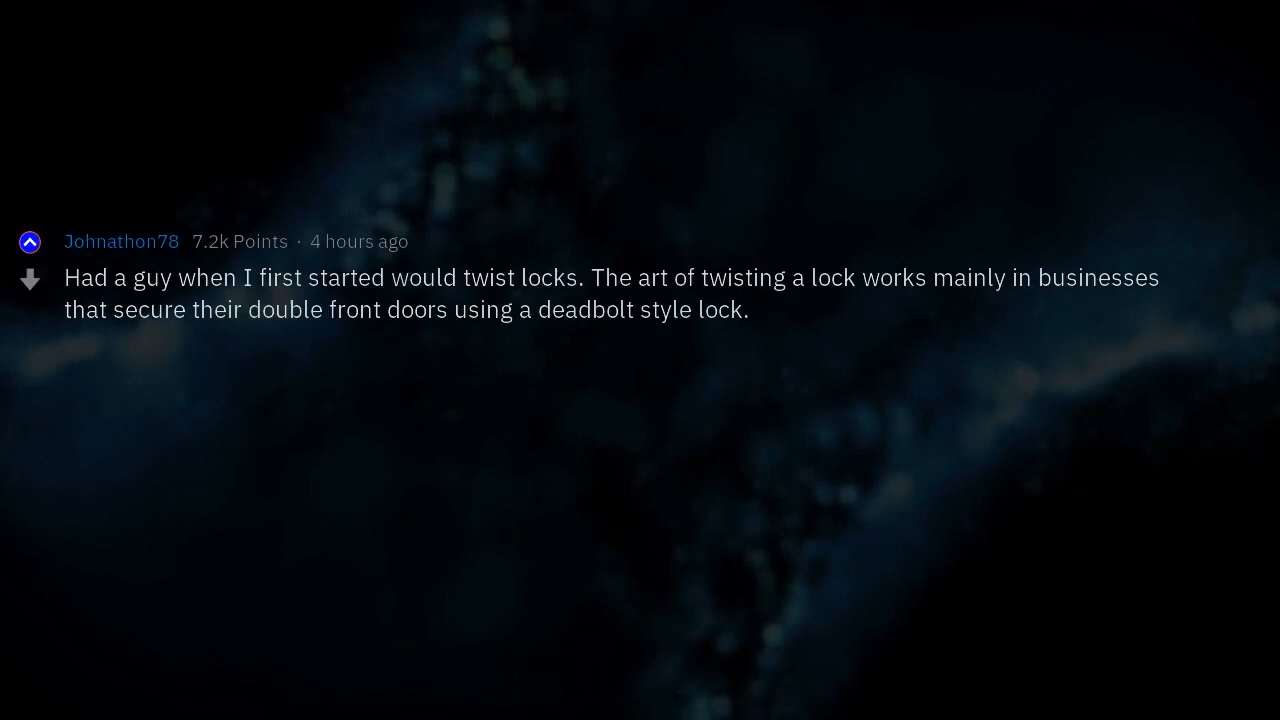 Johnathon78 7.2k Points · 4 hours ago
Had a guy when I first started would twist locks. The art of twisting a lock works mainly in businesses
that secure their double front doors using a deadbolt style lock.